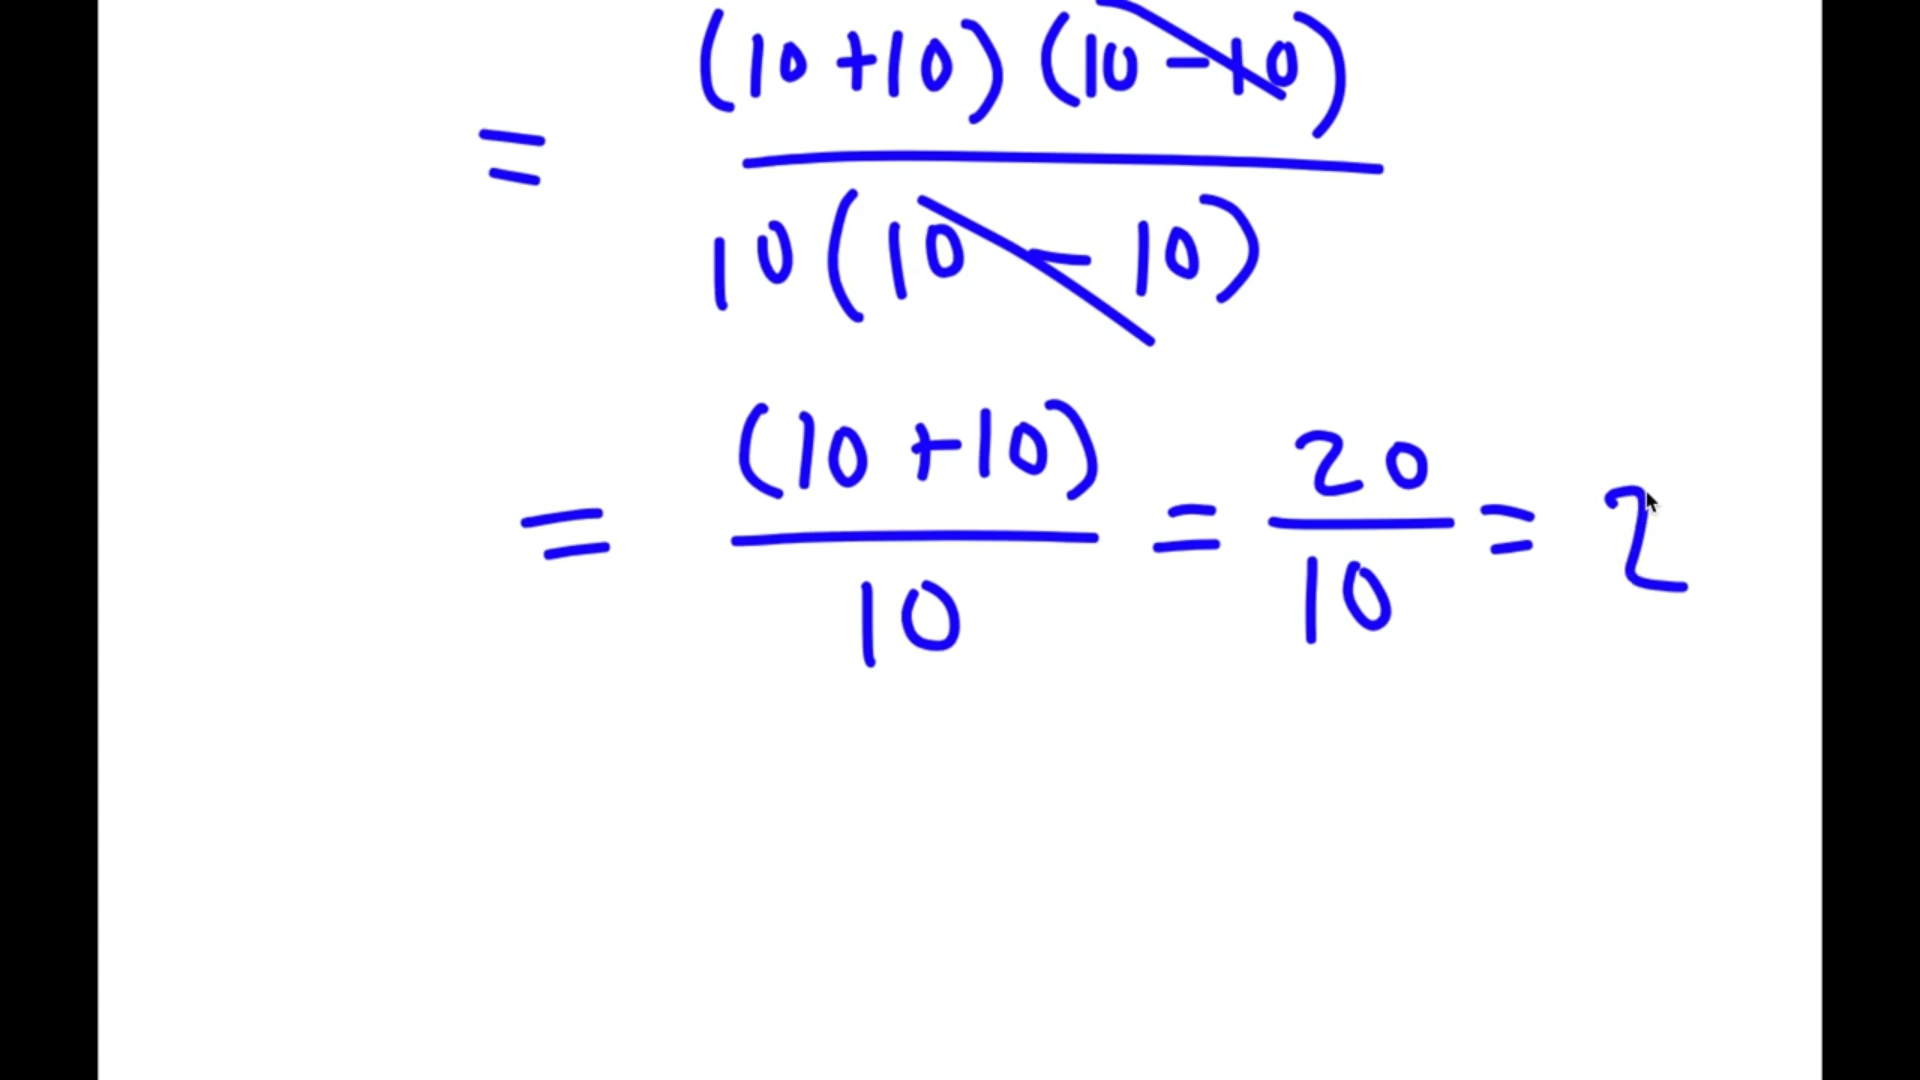 = (10+10)(10-10)
10(10-10)
= (10+10) = 20 = 2
10 10